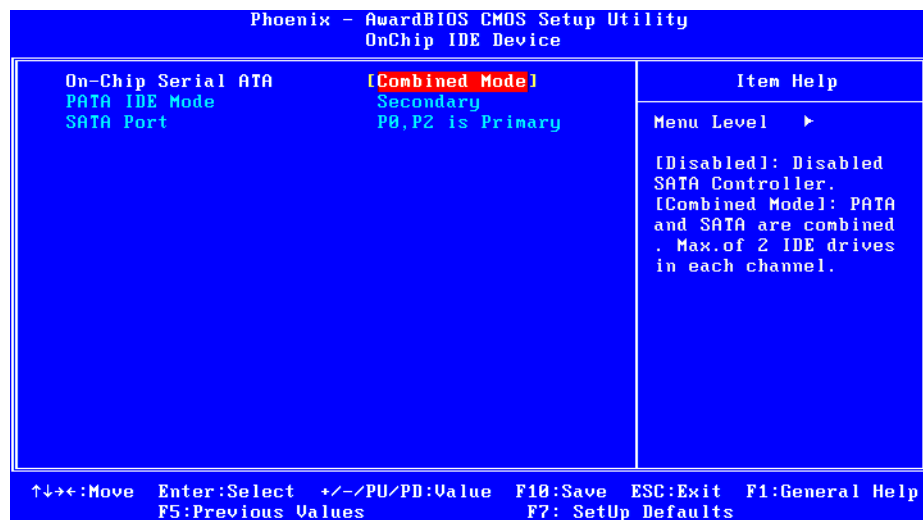 Phoenix - AwardBIOS CMOS Setup Utility
OnChip IDE Device
On-Chip Serial ATA [Combined Mode]
PATA IDE Mode Secondary
SATA Port P0,P2 is Primary
Item Help
Menu Level ►
[Disabled]: Disabled
SATA Controller.
[Combined Mode]: PATA
and SATA are combined
. Max.of 2 IDE drives
in each channel.
↑↓→←:Move Enter:Select +/-/PU/PD:Value F10:Save ESC:Exit F1:General Help
F5:Previous Values F7: SetUp Defaults